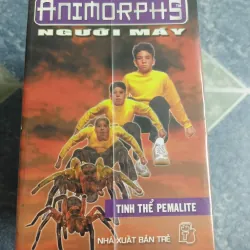 ANIMORPHS
NGƯỜI MÁY
TINH THỂ PEMALITE
NHÀ XUẤT BẢN TRẺ